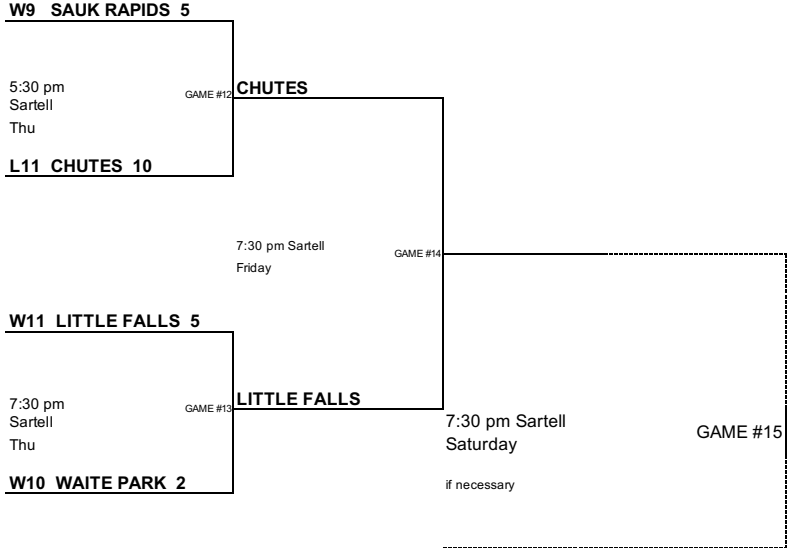 W9 SAUK RAPIDS 5
5:30 pm
Sartell
Thu
GAME #12
CHUTES
L11 CHUTES 10
7:30 pm Sartell
Friday
GAME #14
W11 LITTLE FALLS 5
7:30 pm
Sartell
Thu
GAME #13
LITTLE FALLS
W10 WAITE PARK 2
7:30 pm Sartell
Saturday
if necessary
GAME #15